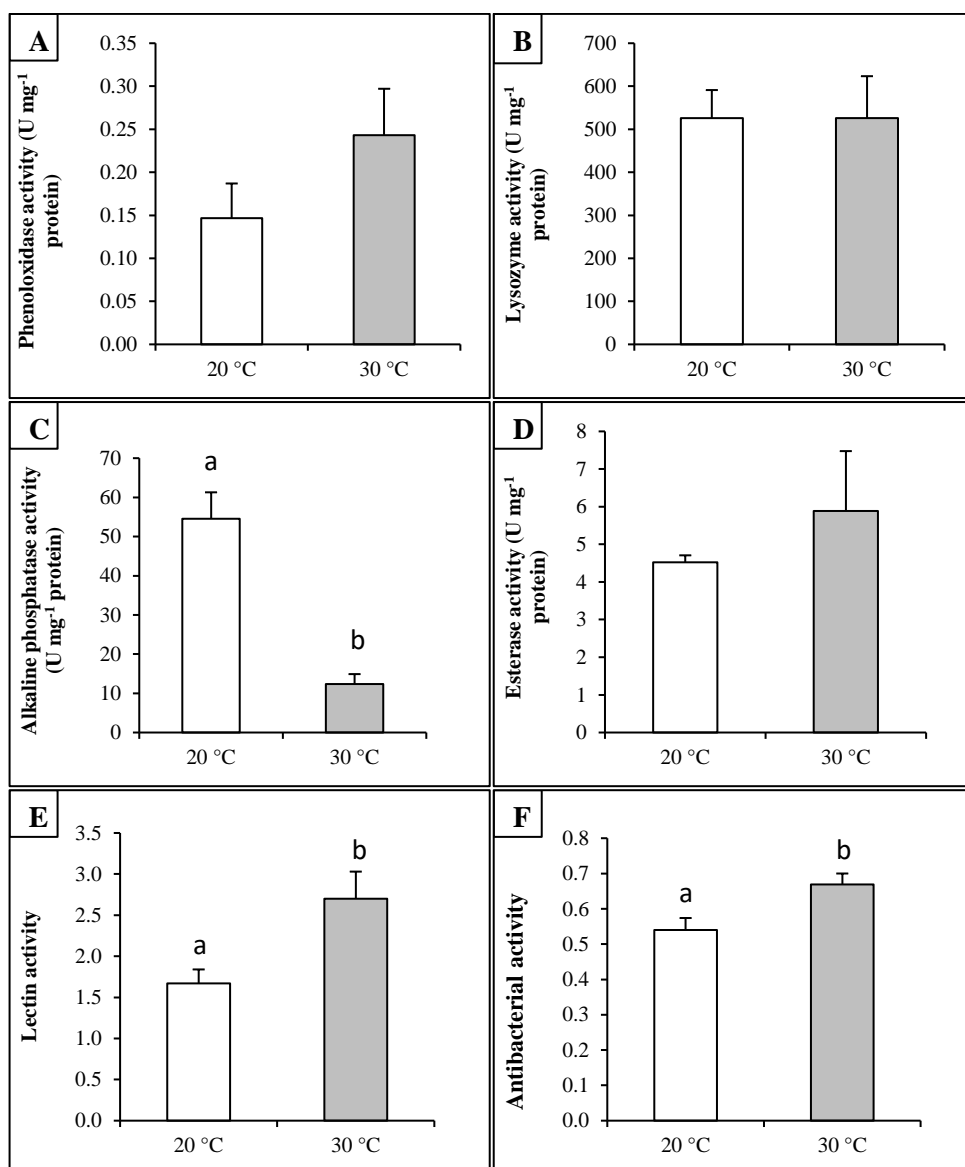 A
Phenoloxidase activity (U mg-1
protein)
0.35
0.30
0.25
0.20
0.15
0.10
0.05
0.00
20 °C
30 °C
B
Lysozyme activity (U mg-1
protein)
700
600
500
400
300
200
100
0
20 °C
30 °C
C
Alkaline phosphatase activity
(U mg-1 protein)
70
60
50
40
30
20
10
0
a
b
20 °C
30 °C
D
Esterase activity (U mg-1
protein)
8
7
6
5
4
3
2
1
0
20 °C
30 °C
E
Lectin activity
3.5
3.0
2.5
2.0
1.5
1.0
0.5
0.0
a
b
20 °C
30 °C
F
Antibacterial activity
0.8
0.7
0.6
0.5
0.4
0.3
0.2
0.1
0.0
a
b
20 °C
30 °C